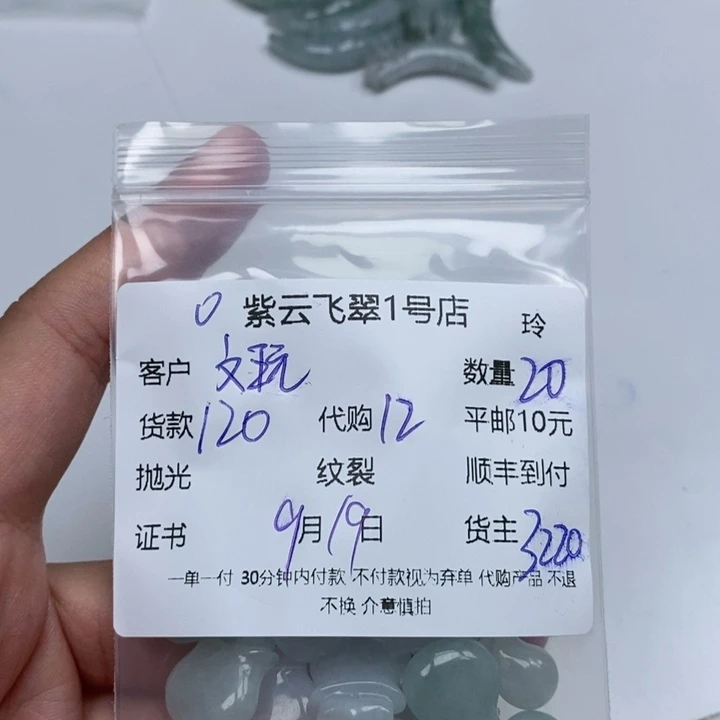 0 紫云飞翠1号店 玲
客户 文玩 数量 20
货款 120 代购 12 平邮10元
抛光 纹裂 顺丰到付
证书 9月19日 货主 3220
一单一付 30分钟内付款 不付款视为弃单 代购产品 不退
不换 介意慎拍